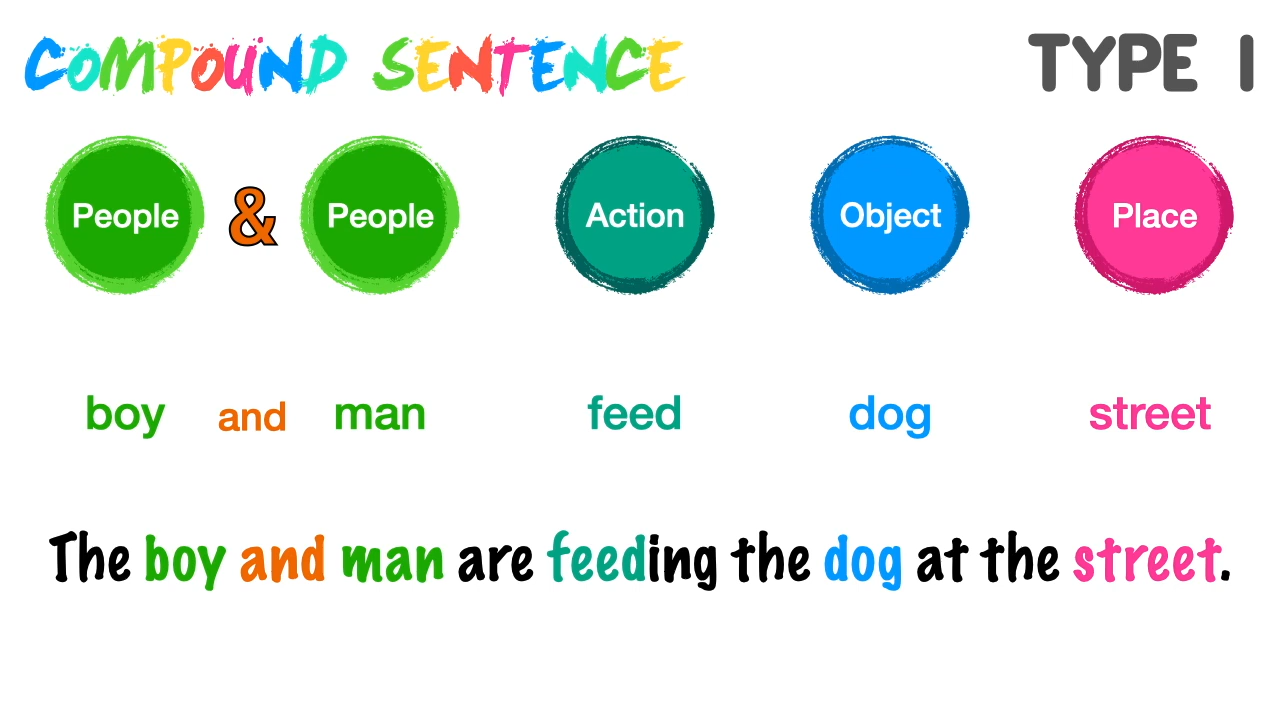 COMPOUND SENTENCE TYPE 1
People & People Action Object Place
boy and man feed dog street
The boy and man are feeding the dog at the street.